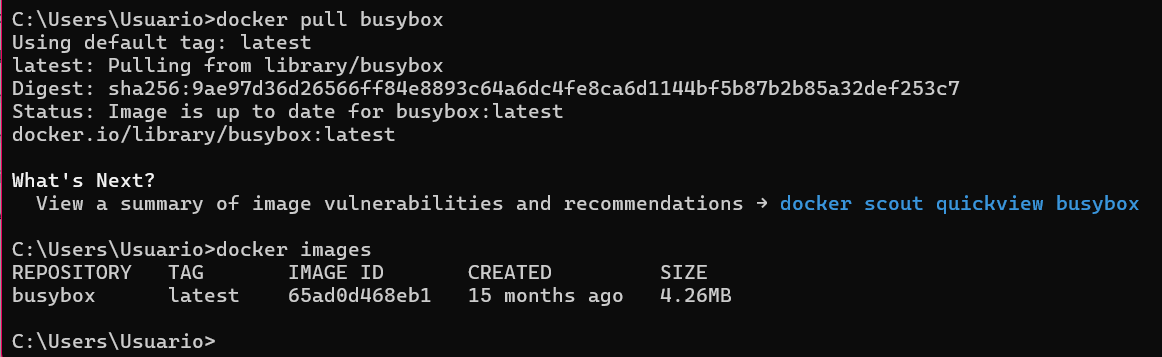 C:\Users\Usuario>docker pull busybox
Using default tag: latest
latest: Pulling from library/busybox
Digest: sha256:9ae97d36d26566ff84e8893c64a6dc4fe8ca6d1144bf5b87b2b85a32def253c7
Status: Image is up to date for busybox:latest
docker.io/library/busybox:latest
What's Next?
  View a summary of image vulnerabilities and recommendations → docker scout quickview busybox
C:\Users\Usuario>docker images
REPOSITORY   TAG       IMAGE ID       CREATED         SIZE
busybox      latest    65ad0d468eb1   15 months ago   4.26MB
C:\Users\Usuario>